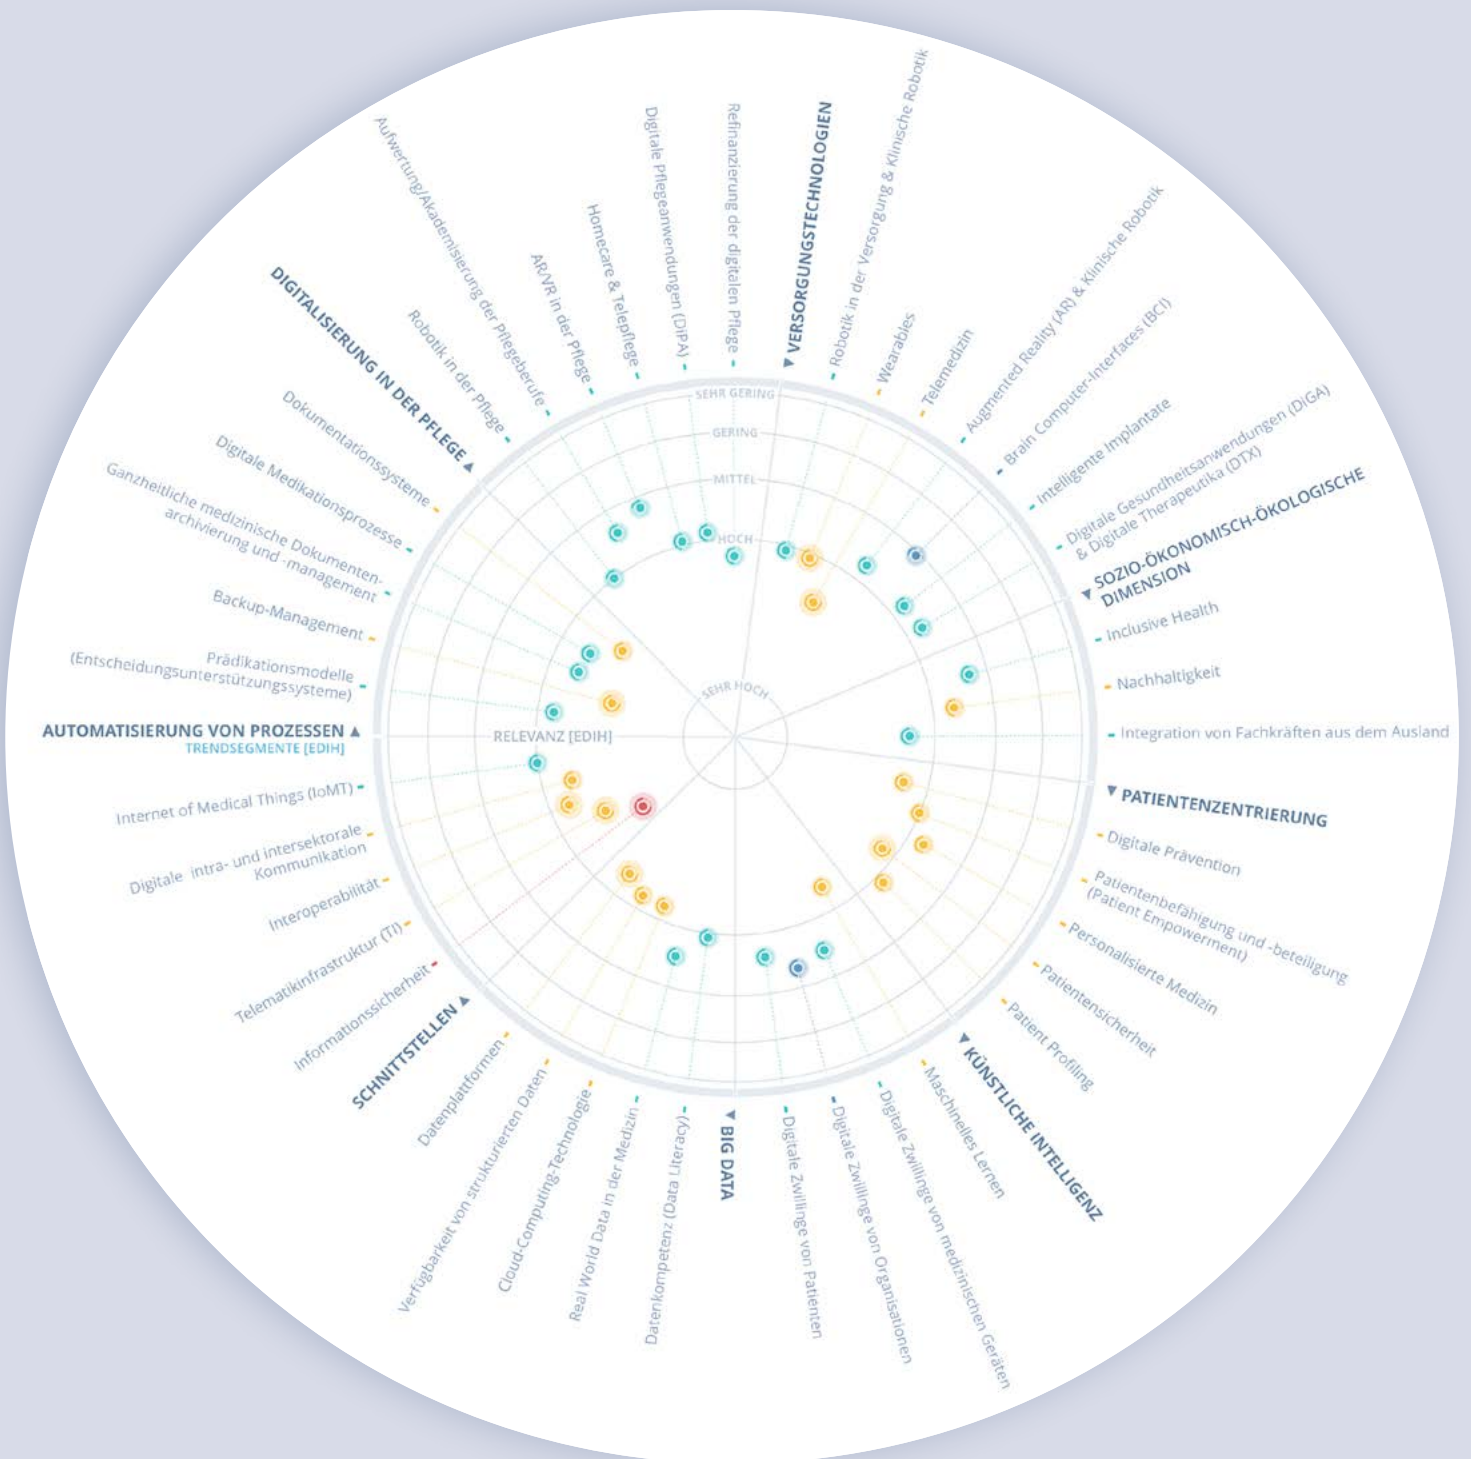 VERSORGUNGSTECHNOLOGIEN
Robotik in der Versorgung & Klinische Robotik
Wearables
Telemedizin
Augmented Reality (AR) & Klinische Robotik
Brain Computer-Interfaces (BCI)
Intelligente Implantate
Digitale Gesundheitsanwendungen (DiGA)
& Digitale Therapeutika (DTX)
SOZIO-ÖKONOMISCH-ÖKOLOGISCHE
DIMENSION
Inclusive Health
Nachhaltigkeit
Integration von Fachkräften aus dem Ausland
PATIENTENZENTRIERUNG
Digitale Prävention
Patientenbefähigung und -beteiligung
(Patient Empowerment)
Personalisierte Medizin
Patientensicherheit
Patient Profiling
KÜNSTLICHE INTELLIGENZ
Maschinelles Lernen
Digitale Zwillinge von medizinischen Geräten
Digitale Zwillinge von Organisationen
Digitale Zwillinge von Patienten
BIG DATA
Datenkompetenz (Data Literacy)
Real World Data in der Medizin
Cloud-Computing-Technologie
Verfügbarkeit von strukturierten Daten
Datenplattformen
SCHNITTSTELLEN
Informationssicherheit
Telematikinfrastruktur (TI)
Interoperabilität
Digitale intra- und intersektorale
Kommunikation
Internet of Medical Things (IoMT)
AUTOMATISIERUNG VON PROZESSEN
TRENDSEGMENTE [EDIH]
Prädikationsmodelle
(Entscheidungsunterstützungssysteme)
Backup-Management
Ganzheitliche medizinische Dokumenten-
archivierung und -management
Digitale Medikationsprozesse
Dokumentationssysteme
DIGITALISIERUNG IN DER PFLEGE
Robotik in der Pflege
Aufwertung/Akademisierung der Pflegeberufe
AR/VR in der Pflege
Homecare & Telepflege
Digitale Pflegeanwendungen (DiPA)
Refinanzierung der digitalen Pflege
SEHR GERING
GERING
MITTEL
HOCH
SEHR HOCH
RELEVANZ [EDIH]